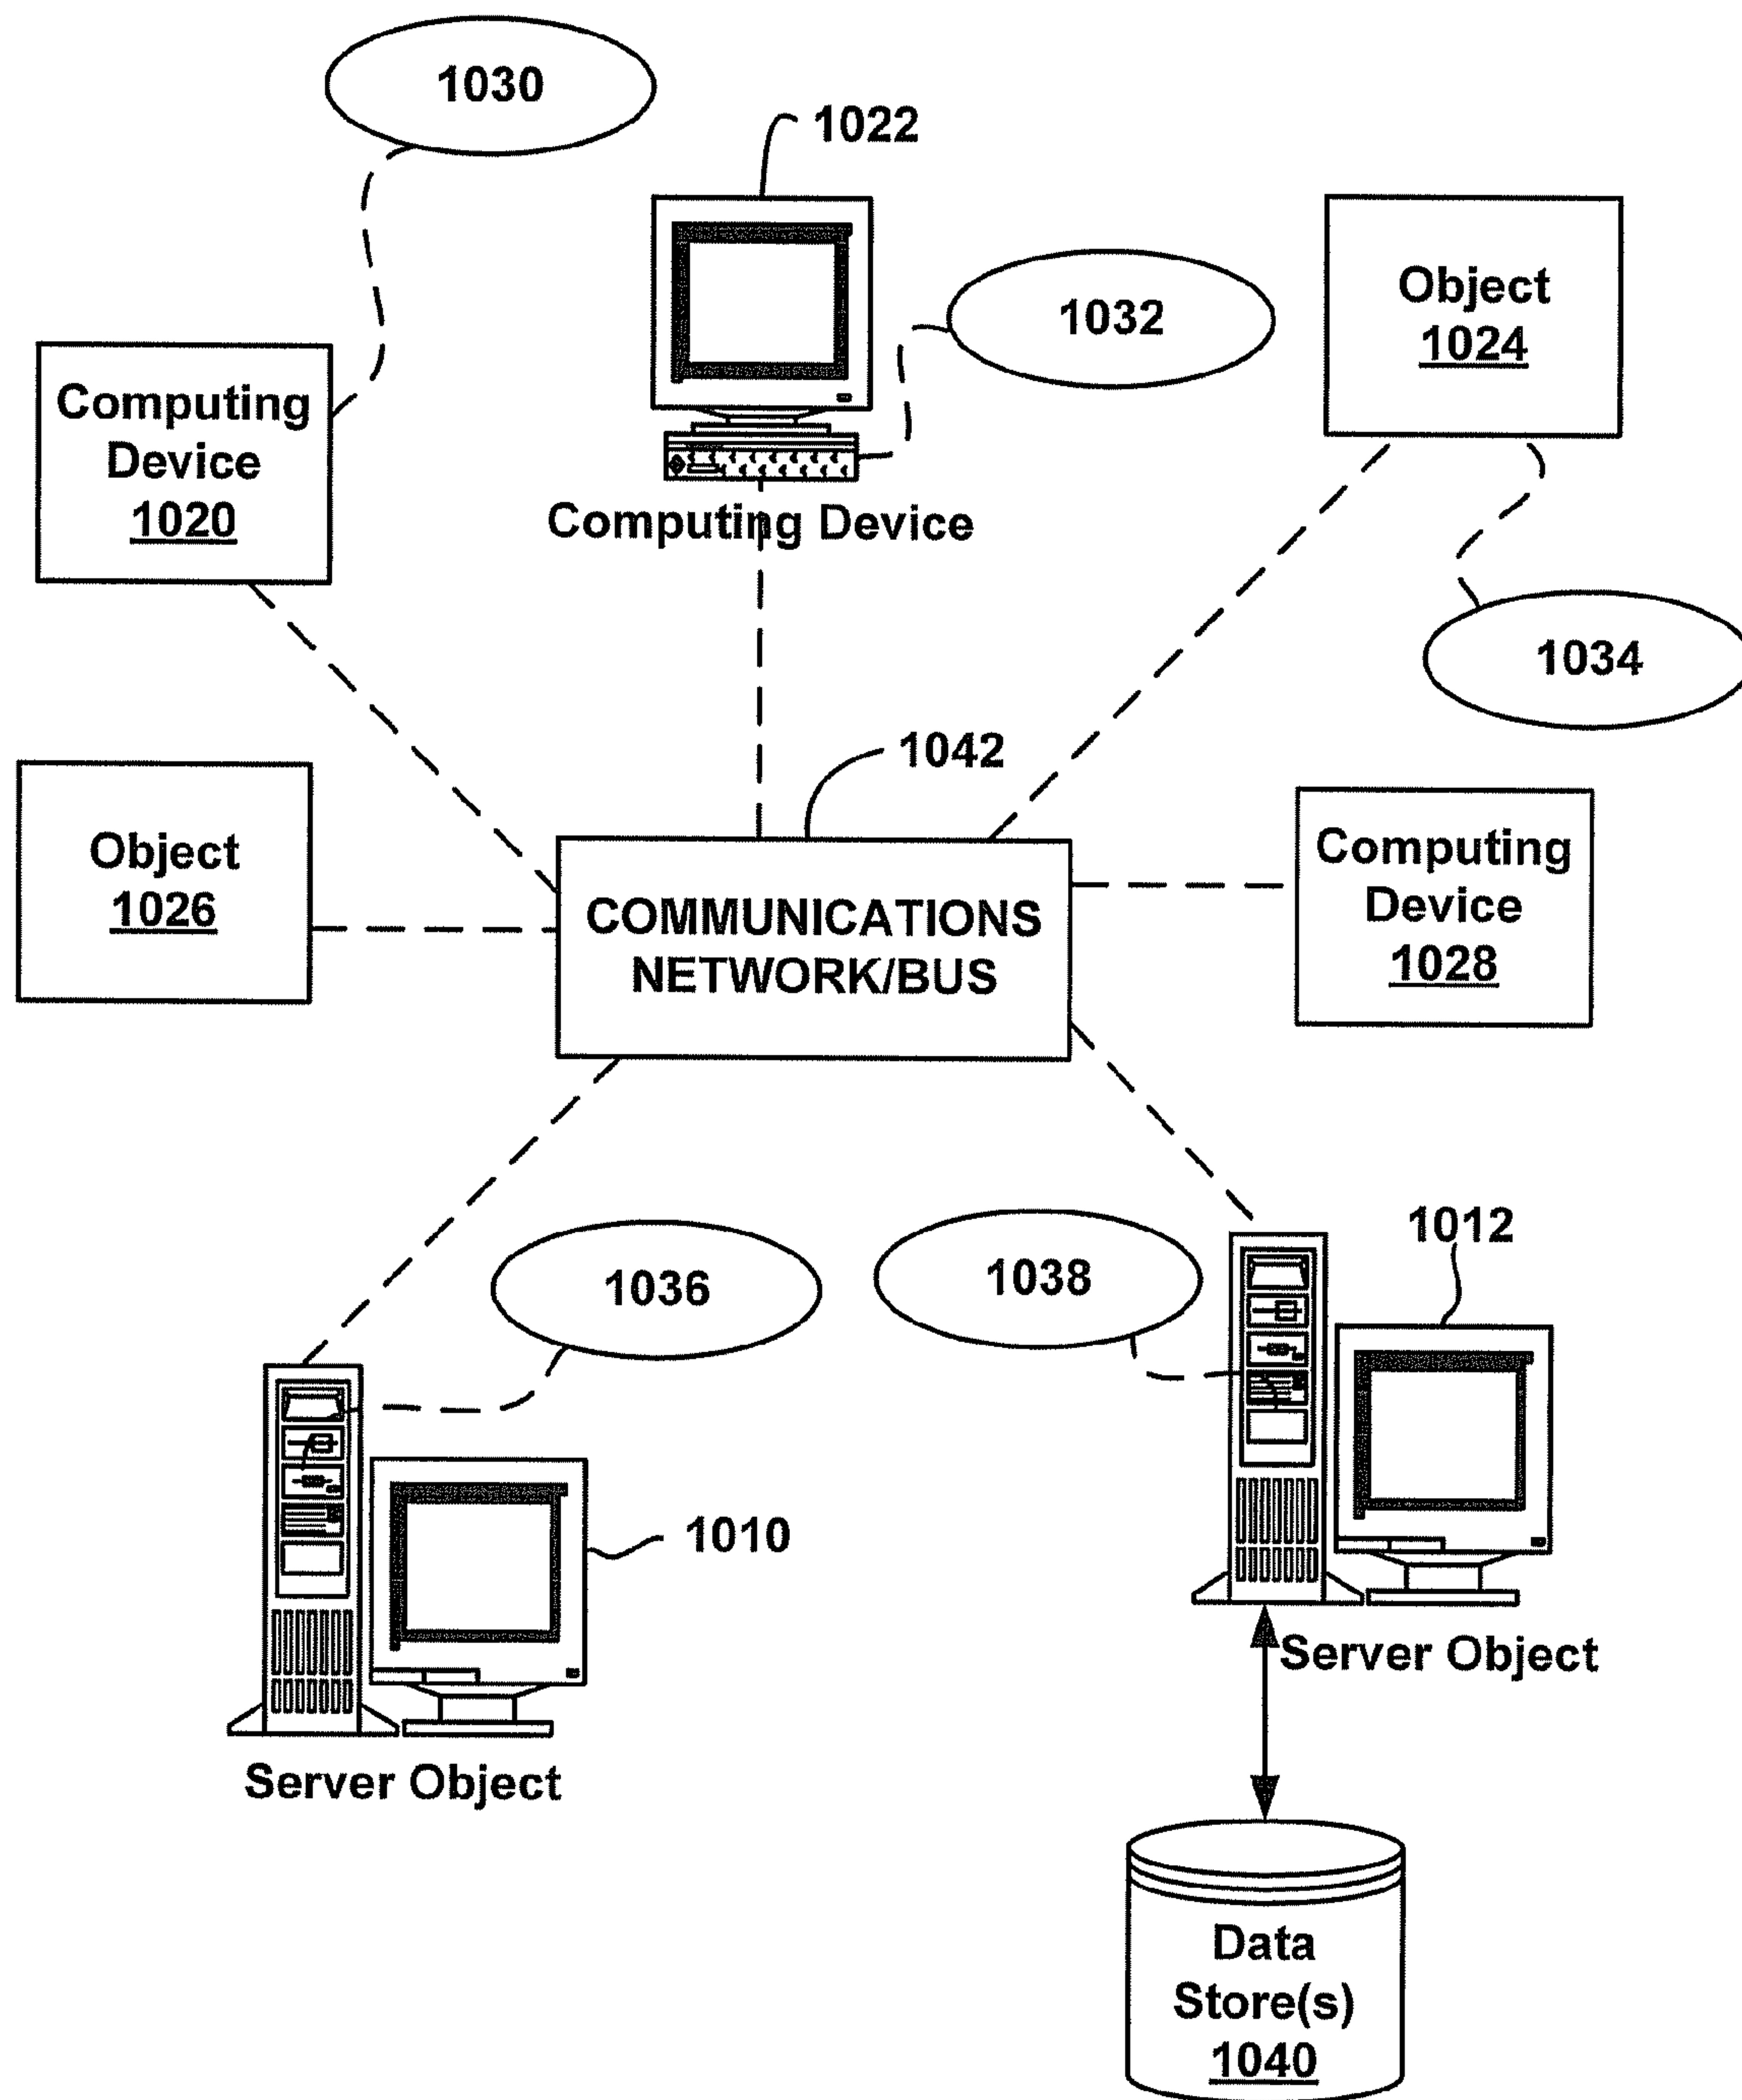 1030
1022
1032
Object
1024
Computing
Device
1020
Computing Device
1034
1042
Object
1026
COMMUNICATIONS
NETWORK/BUS
Computing
Device
1028
1036
1038
1012
1010
Server Object
Server Object
Data
Store(s)
1040